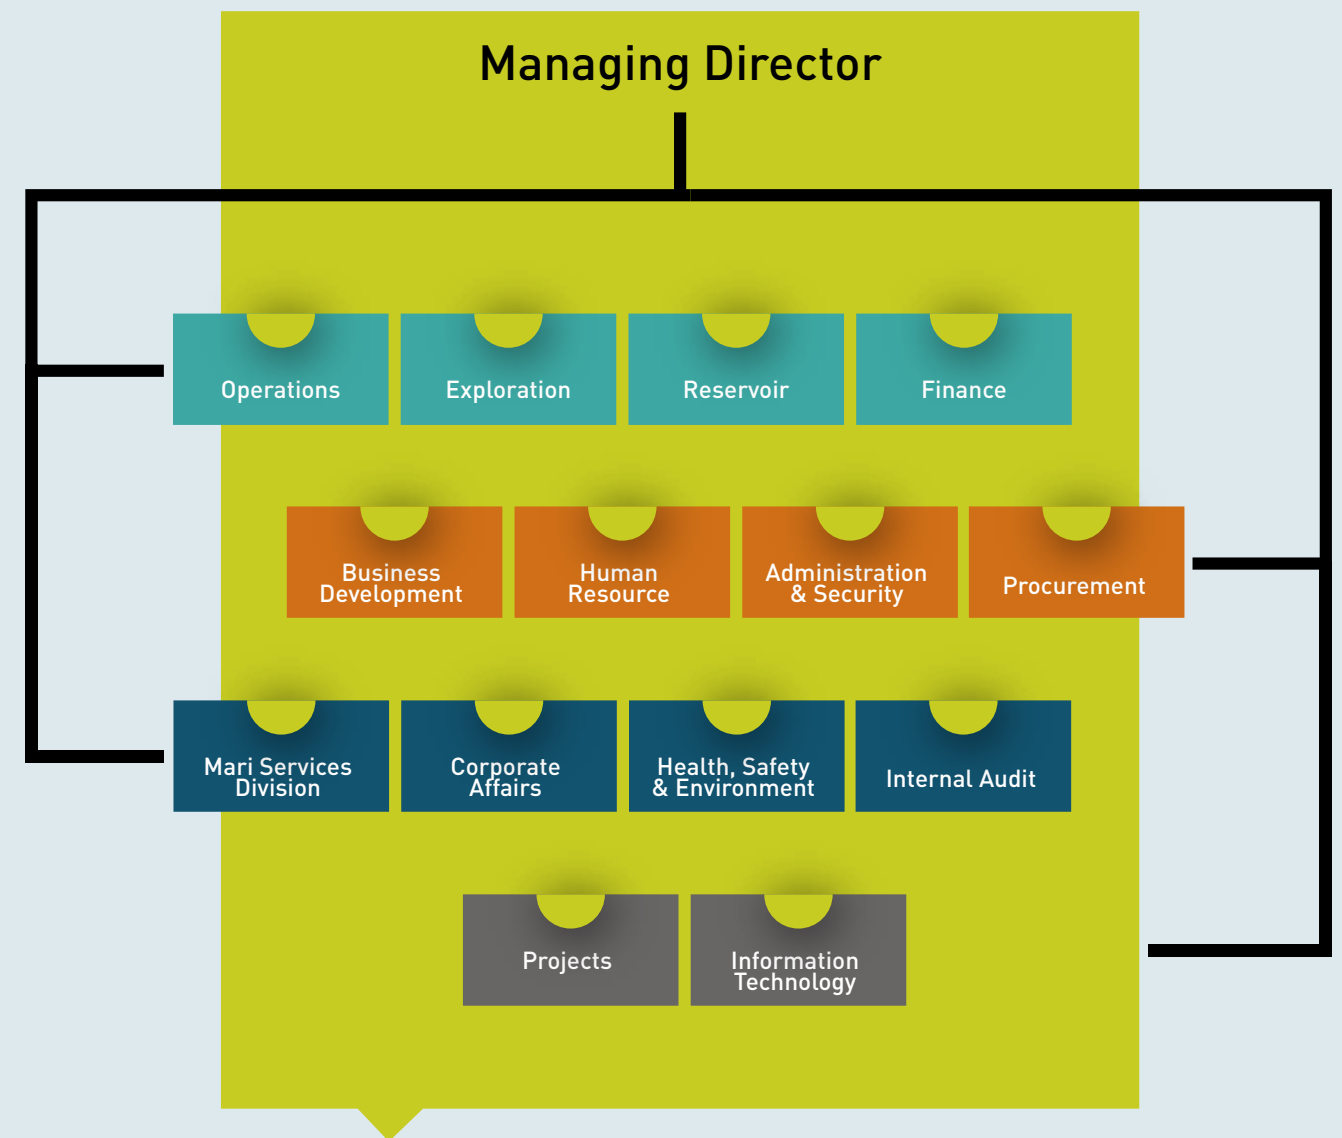 Managing Director
Operations
Exploration
Reservoir
Finance
Business
Development
Human
Resource
Administration
& Security
Procurement
Mari Services
Division
Corporate
Affairs
Health, Safety
& Environment
Internal Audit
Projects
Information
Technology